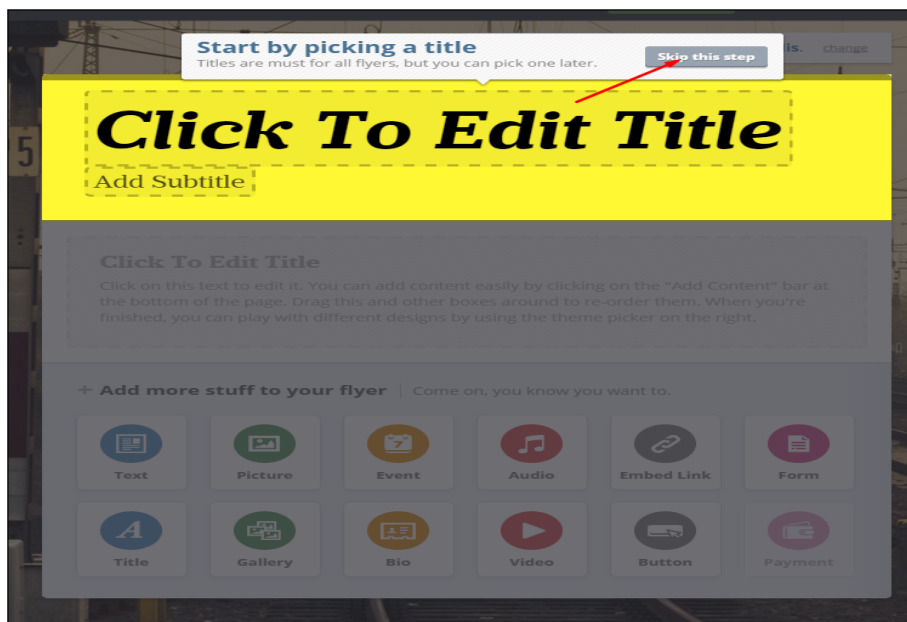 Start by picking a title
Titles are must for all flyers, but you can pick one later.
Skip this step
is. change
Click To Edit Title
Add Subtitle
5
Click To Edit Title
Click on this text to edit it. You can add content easily by clicking on the "Add Content" bar at
the bottom of the page. Drag this and other boxes around to re-order them. When you're
finished, you can play with different designs by using the theme picker on the right.
+ Add more stuff to your flyer | Come on, you know you want to.
Text Picture Event Audio Embed Link Form
Title Gallery Bio Video Button Payment